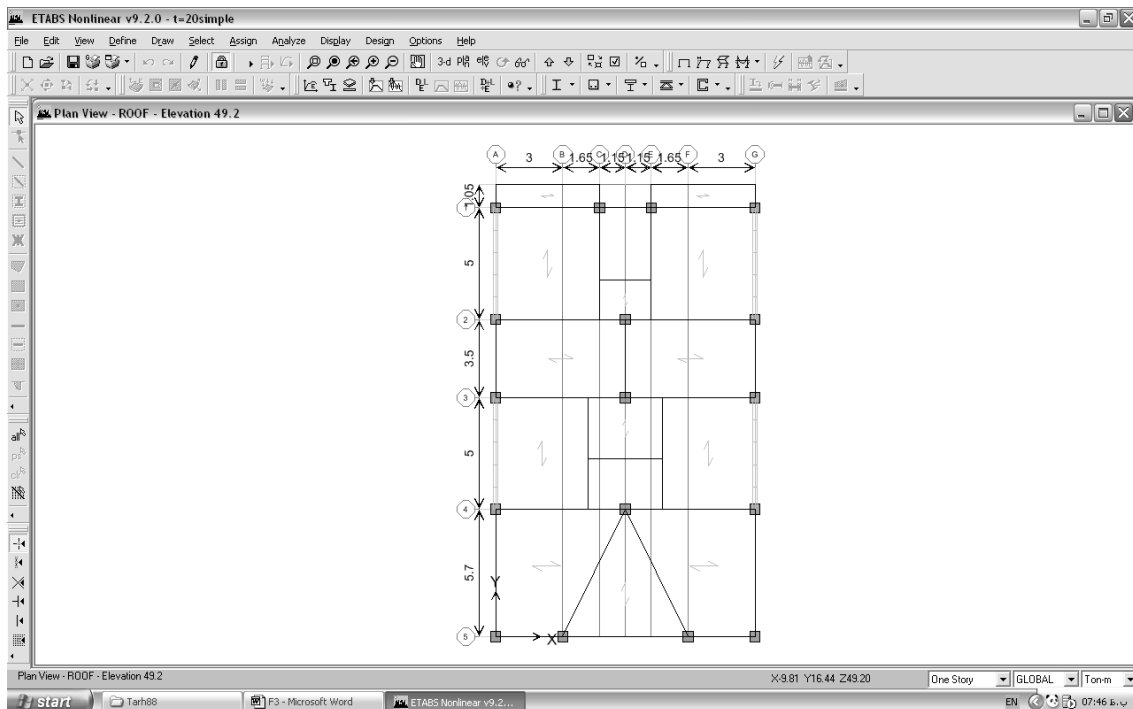 ETABS Nonlinear v9.2.0 - t=20simple
File Edit View Define Draw Select Assign Analyze Display Design Options Help
3-d
Plan View - ROOF - Elevation 49.2
A B C D E F G
3 1.65 1.15 1.15 1.65 3
1.05
1
5
2
3.5
3
5
4
5.7
Y
5
X
Plan View - ROOF - Elevation 49.2 X-9.81 Y16.44 Z49.20 One Story GLOBAL Ton-m
start Tarh88 F3 - Microsoft Word ETABS Nonlinear v9.2... EN 07:46 ب.ظ